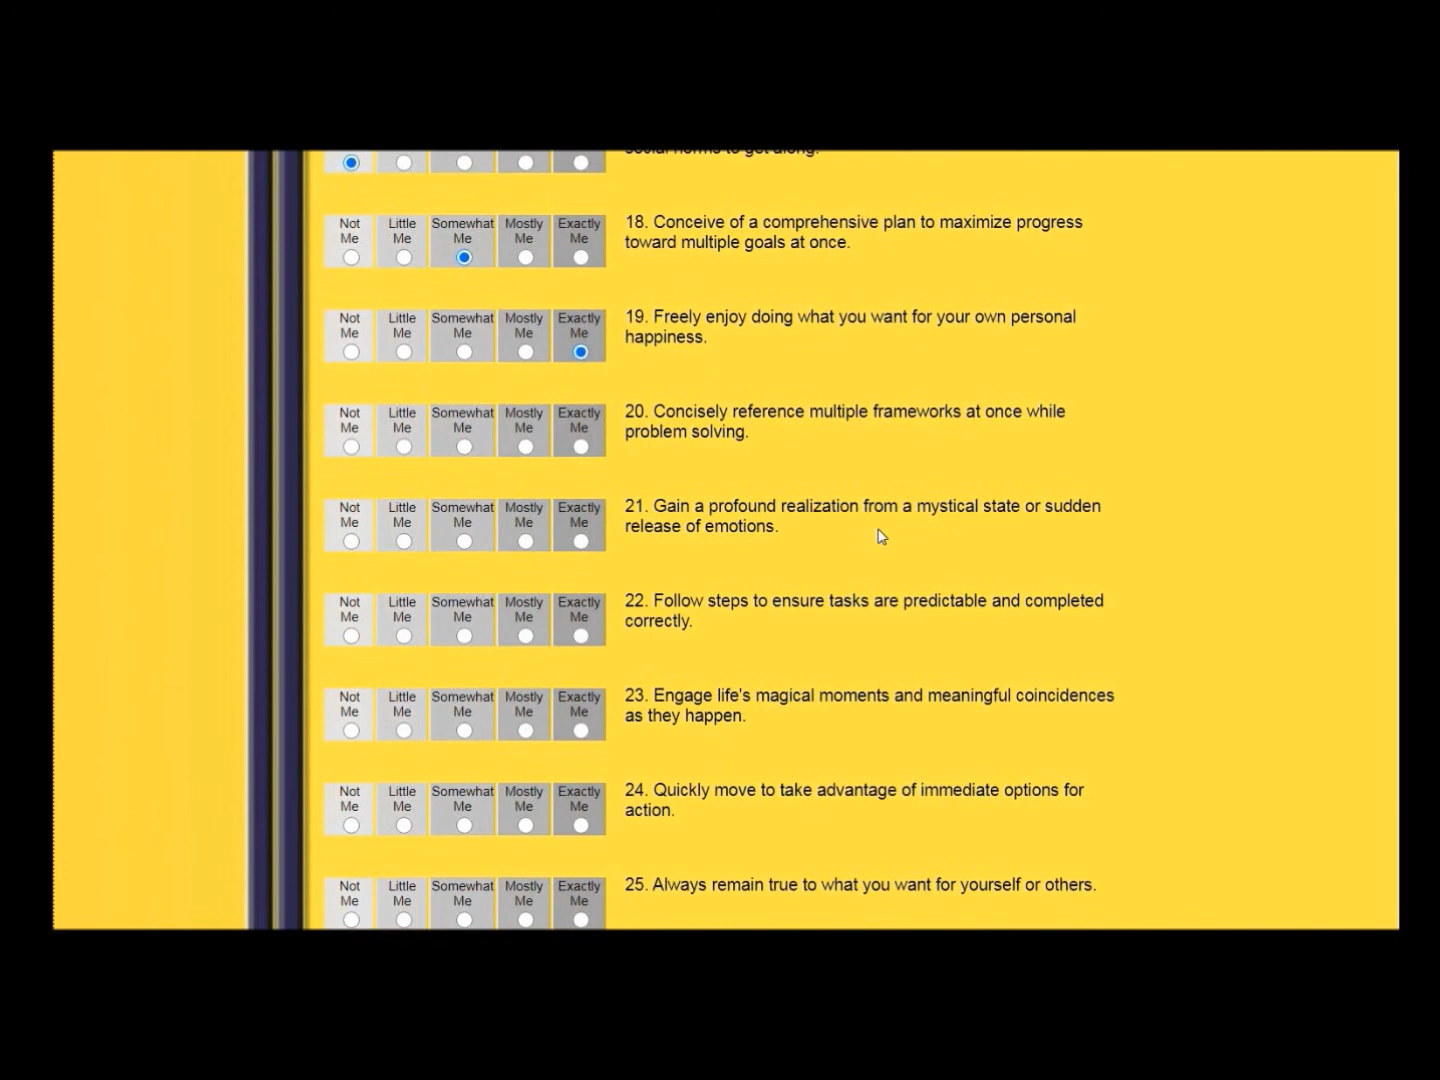 social norms to get along.
Not Little Somewhat Mostly Exactly
Me Me Me Me Me
18. Conceive of a comprehensive plan to maximize progress
toward multiple goals at once.
Not Little Somewhat Mostly Exactly
Me Me Me Me Me
19. Freely enjoy doing what you want for your own personal
happiness.
Not Little Somewhat Mostly Exactly
Me Me Me Me Me
20. Concisely reference multiple frameworks at once while
problem solving.
Not Little Somewhat Mostly Exactly
Me Me Me Me Me
21. Gain a profound realization from a mystical state or sudden
release of emotions.
Not Little Somewhat Mostly Exactly
Me Me Me Me Me
22. Follow steps to ensure tasks are predictable and completed
correctly.
Not Little Somewhat Mostly Exactly
Me Me Me Me Me
23. Engage life's magical moments and meaningful coincidences
as they happen.
Not Little Somewhat Mostly Exactly
Me Me Me Me Me
24. Quickly move to take advantage of immediate options for
action.
Not Little Somewhat Mostly Exactly
Me Me Me Me Me
25. Always remain true to what you want for yourself or others.